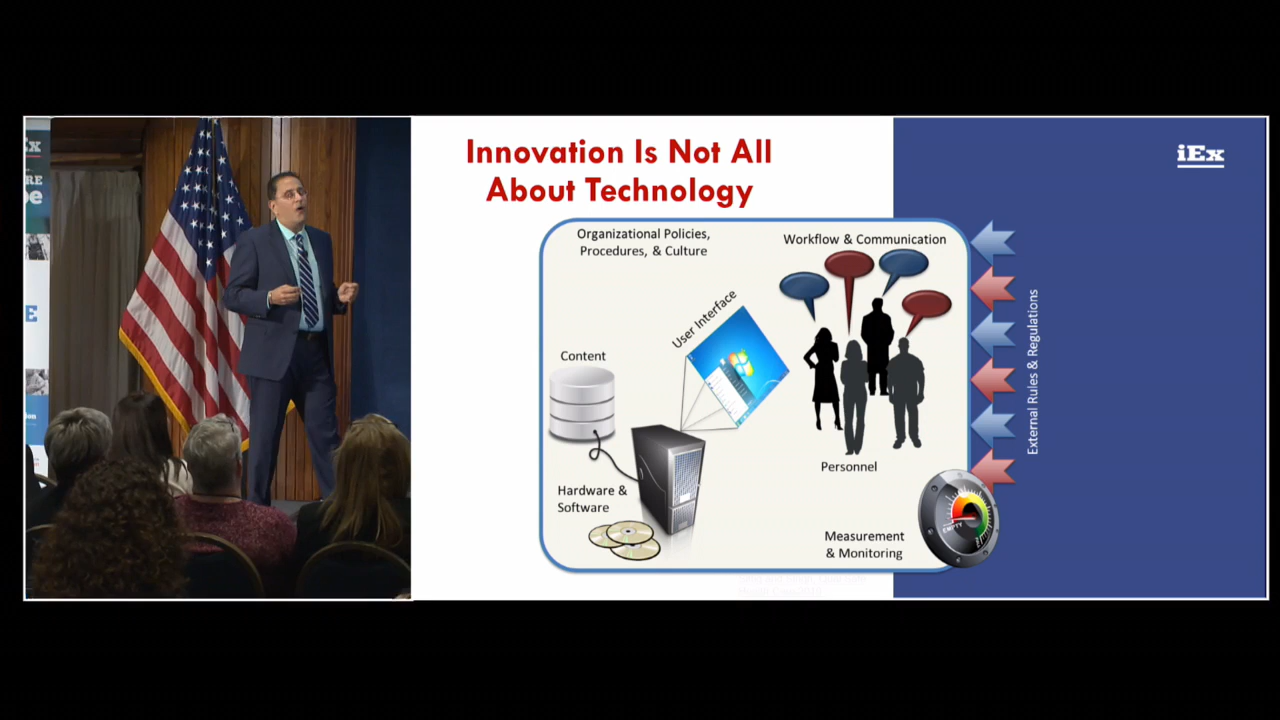 Innovation Is Not All
About Technology
iEx
Organizational Policies,
Procedures, & Culture
Workflow & Communication
User Interface
Content
External Rules & Regulations
Personnel
Hardware &
Software
Measurement
& Monitoring
EMPTY